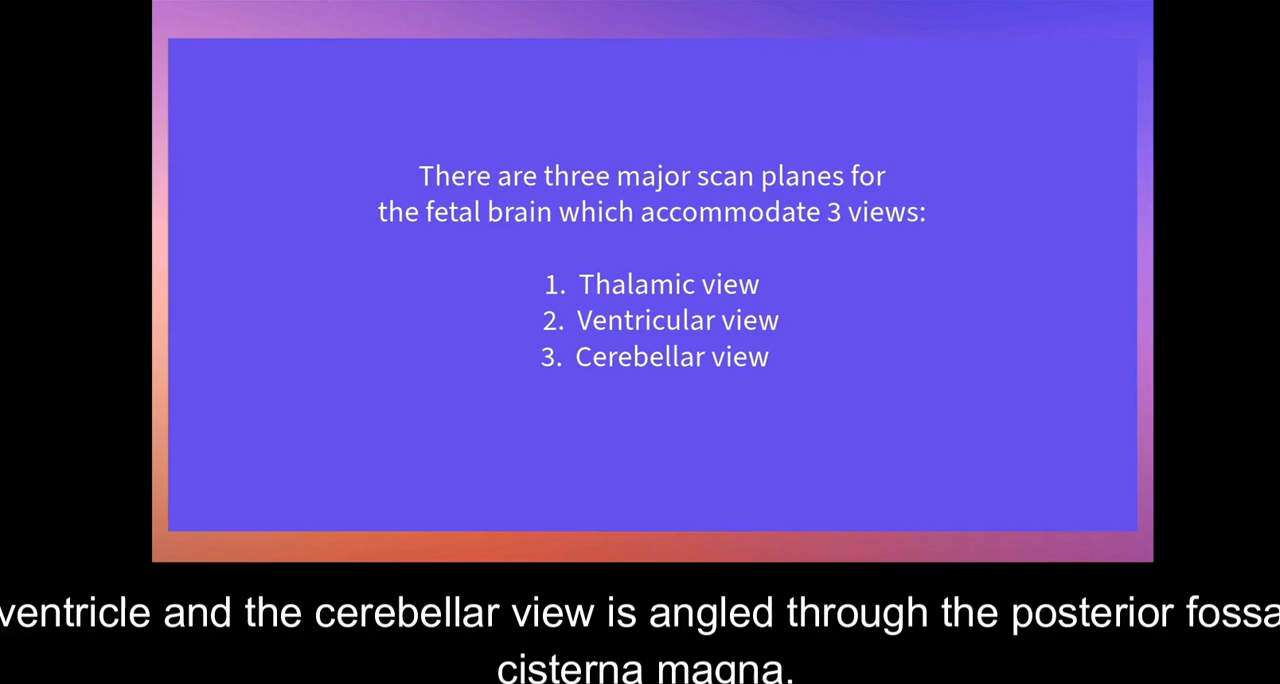 There are three major scan planes for
the fetal brain which accommodate 3 views:
1. Thalamic view
2. Ventricular view
3. Cerebellar view
ventricle and the cerebellar view is angled through the posterior fossa
cisterna magna.